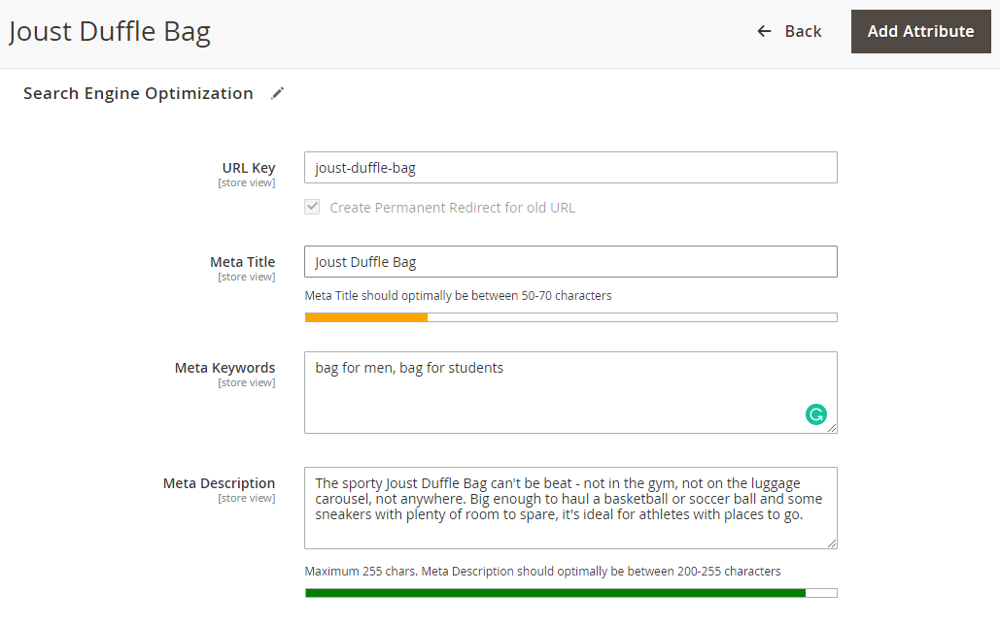 Joust Duffle Bag
Back
Add Attribute
Search Engine Optimization
URL Key
[store view]
joust-duffle-bag
Create Permanent Redirect for old URL
Meta Title
[store view]
Joust Duffle Bag
Meta Title should optimally be between 50-70 characters
Meta Keywords
[store view]
bag for men, bag for students
Meta Description
[store view]
The sporty Joust Duffle Bag can't be beat - not in the gym, not on the luggage
carousel, not anywhere. Big enough to haul a basketball or soccer ball and some
sneakers with plenty of room to spare, it's ideal for athletes with places to go.
Maximum 255 chars. Meta Description should optimally be between 200-255 characters